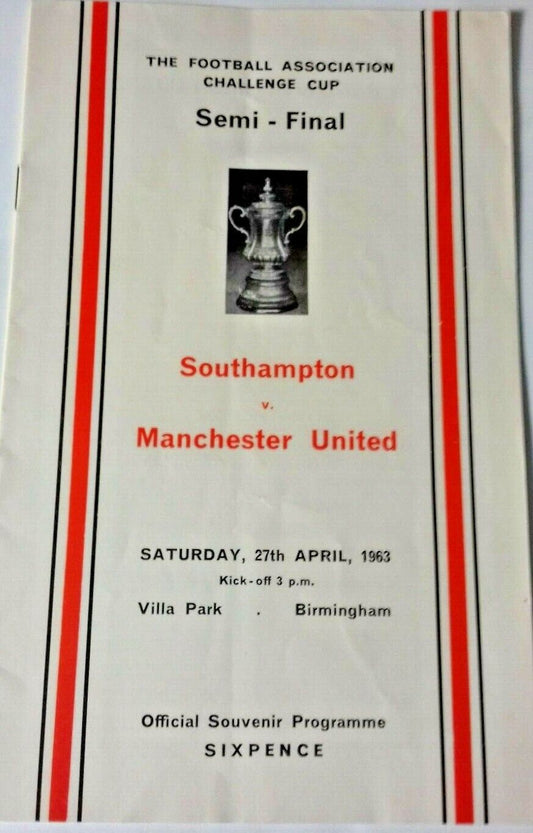 THE FOOTBALL ASSOCIATION
CHALLENGE CUP
Semi - Final
Southampton
v.
Manchester United
SATURDAY, 27th APRIL, 1963
Kick-off 3 p.m.
Villa Park . Birmingham
Official Souvenir Programme
SIXPENCE